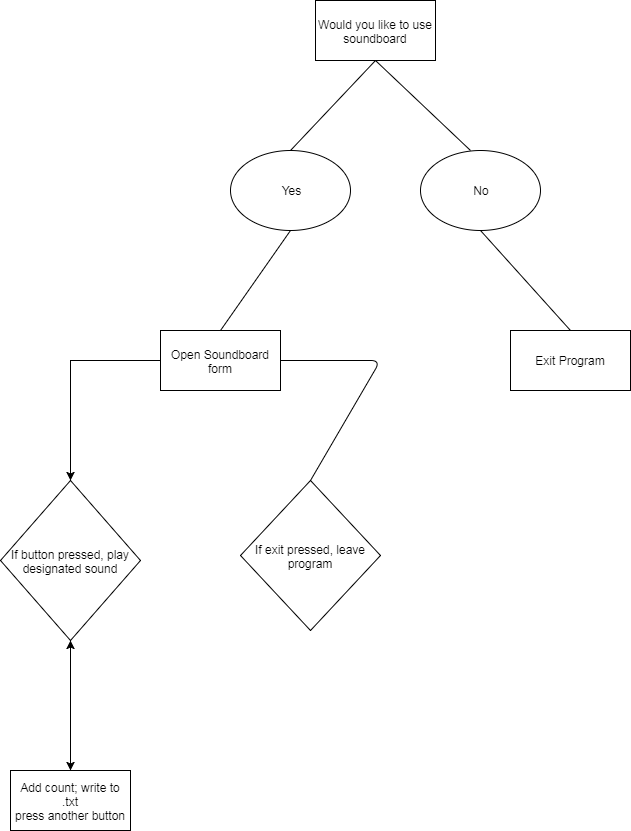 Would you like to use
soundboard
Yes
No
Open Soundboard
form
Exit Program
If button pressed, play
designated sound
If exit pressed, leave
program
Add count; write to
.txt
press another button